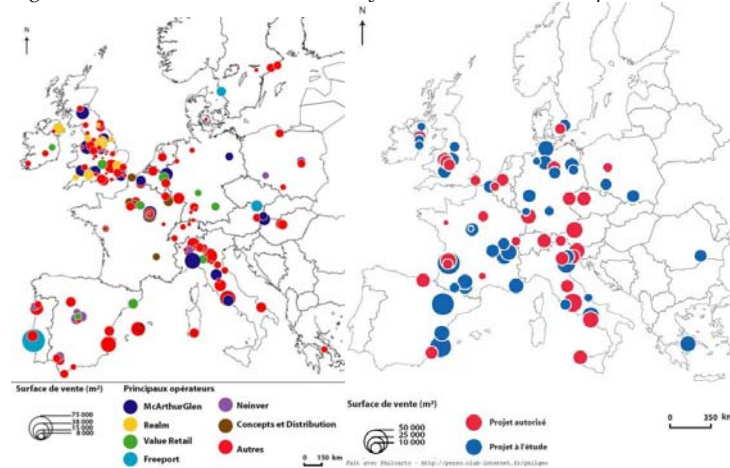 N
N
Surface de vente (m²)
75 000
38 000
15 000
8 000
Principaux opérateurs
McArthurGlen
Realm
Value Retail
Freeport
Neinver
Concepts et Distribution
Autres
0 150 km
Surface de vente (m²)
50 000
25 000
10 000
Projet autorisé
Projet à l'étude
0 350 km
Fait avec Philcarto - http://perso.club-internet.fr/philgeo